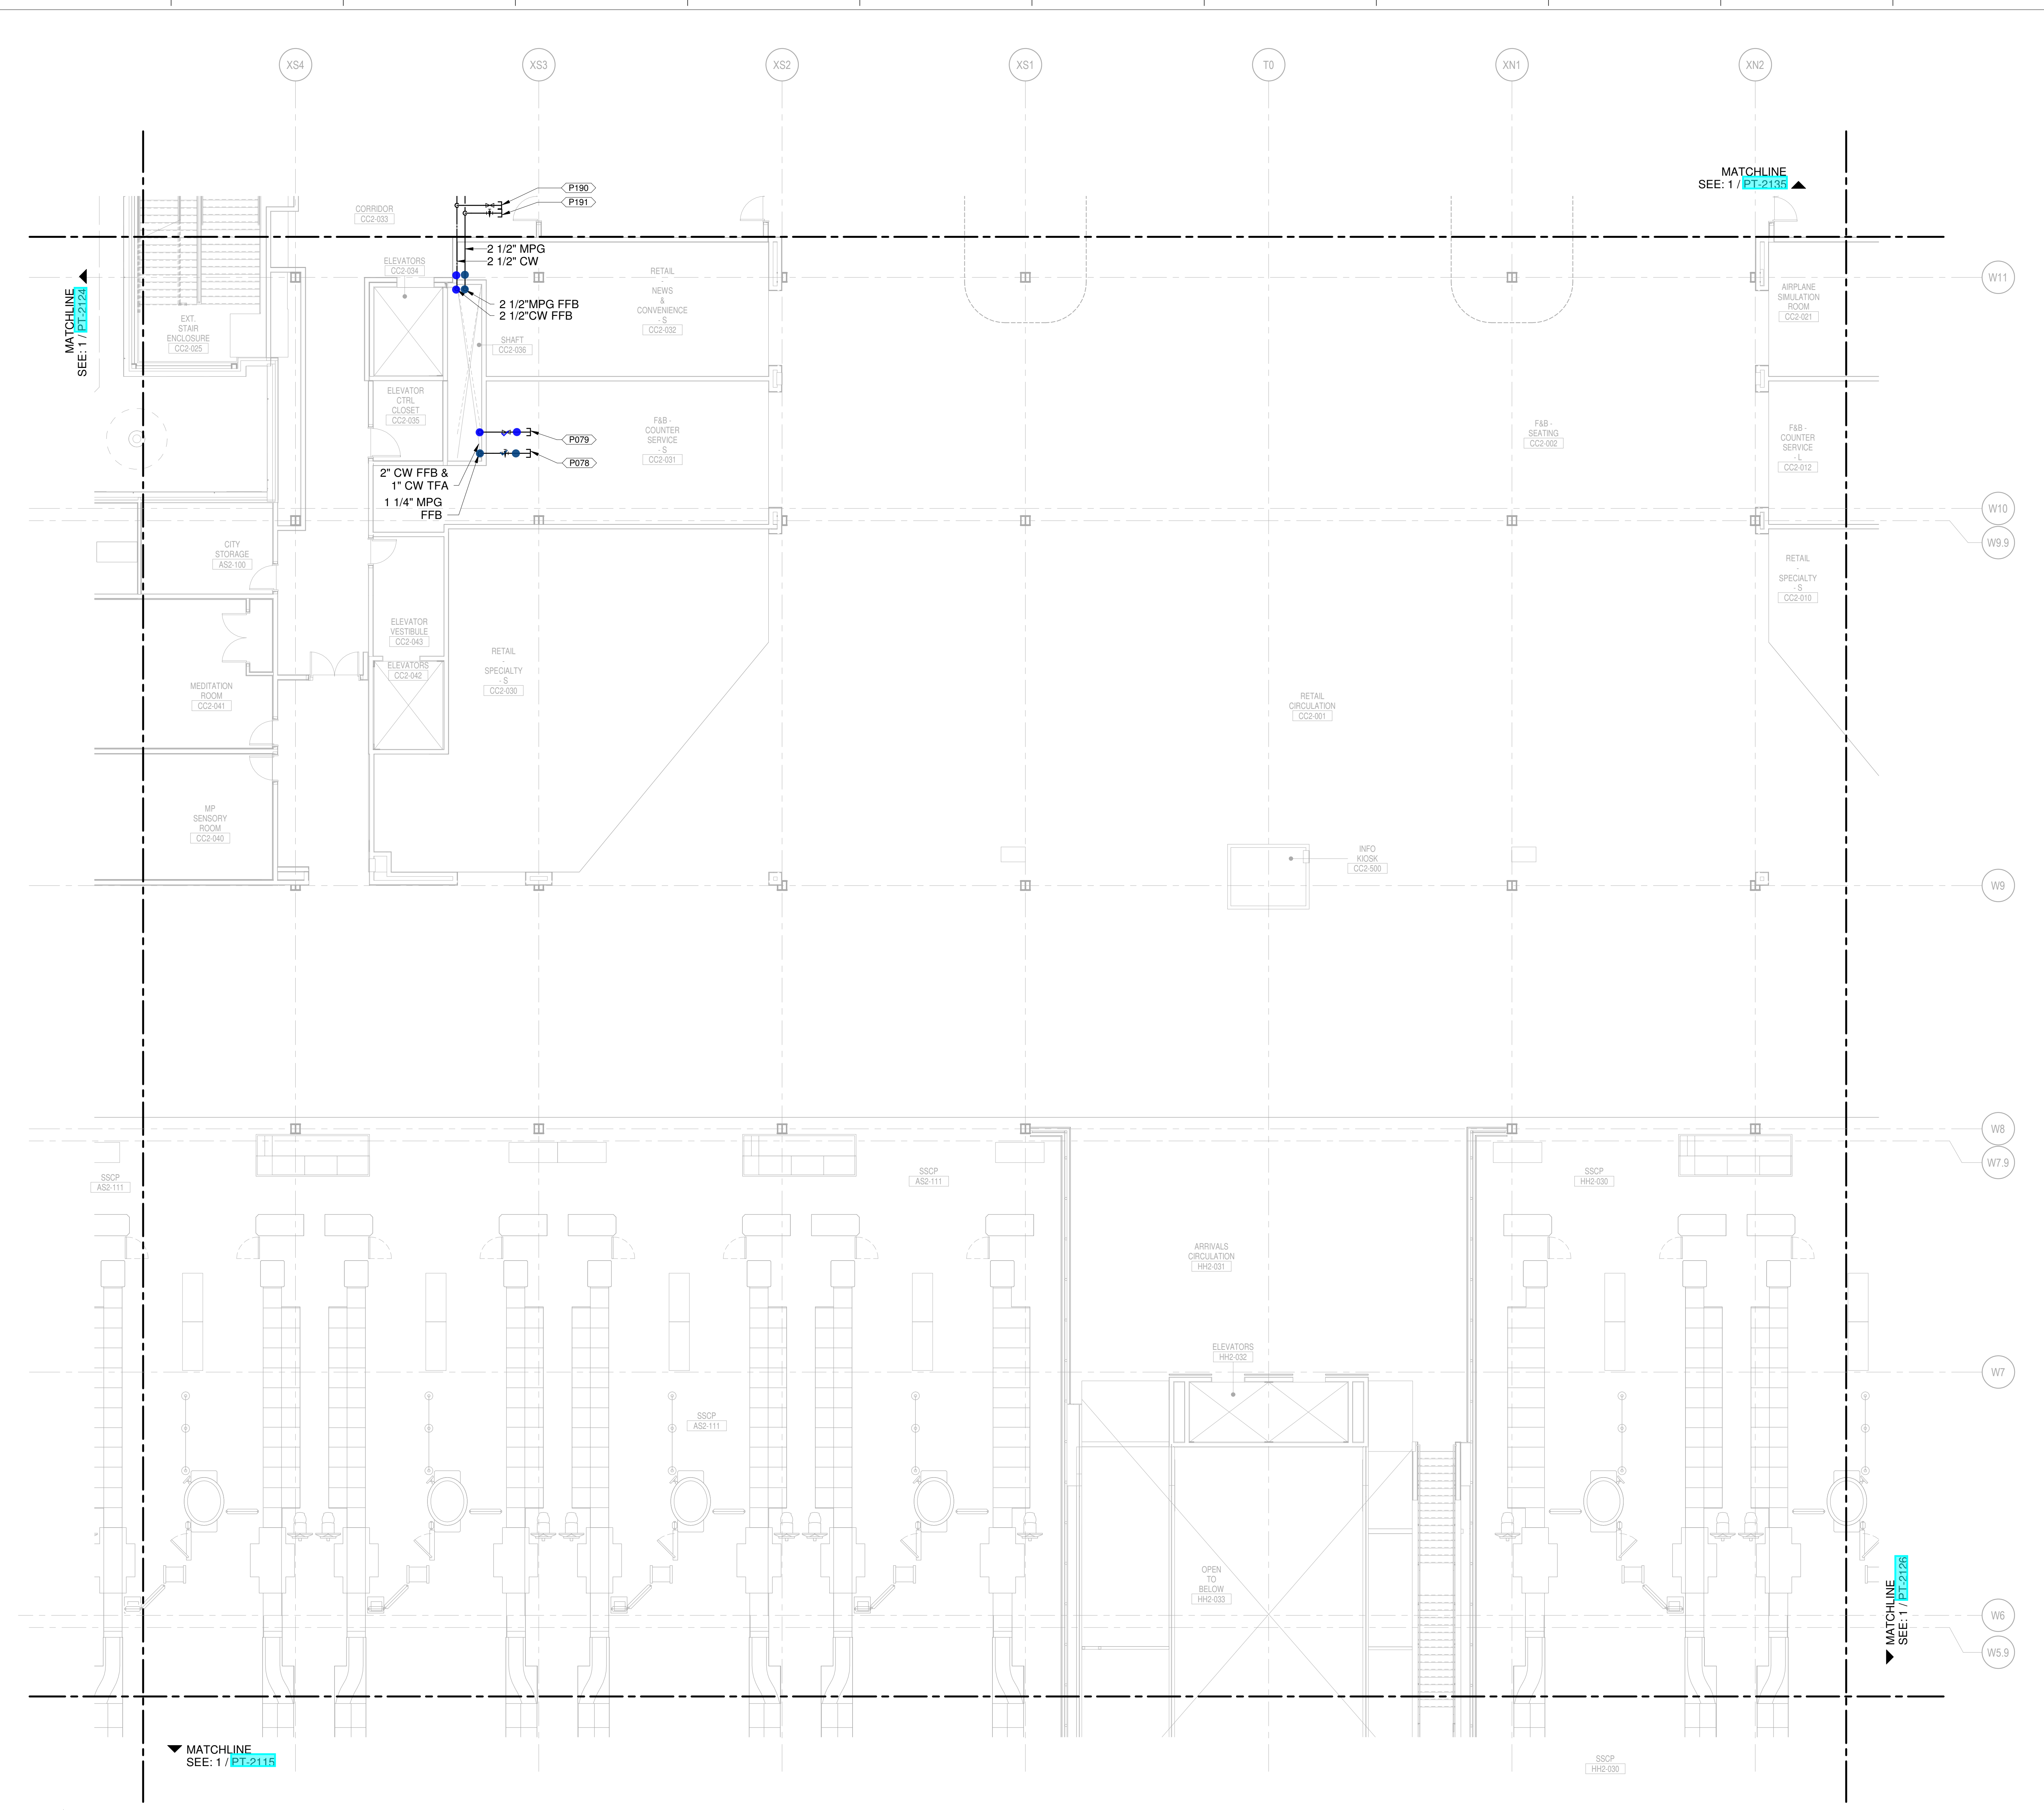 XS4
XS3
XS2
XS1
T0
XN1
XN2
MATCHLINE
SEE: 1 / PT-2135
P190
P191
CORRIDOR
CC2-033
2 1/2" MPG
2 1/2" CW
ELEVATORS
CC2-034
RETAIL
-
NEWS
&
CONVENIENCE
- S
CC2-032
W11
MATCHLINE
SEE: 1 / PT-2124
AIRPLANE
SIMULATION
ROOM
CC2-021
2 1/2"MPG FFB
2 1/2"CW FFB
EXT.
STAIR
ENCLOSURE
CC2-025
SHAFT
CC2-036
ELEVATOR
CTRL
CLOSET
CC2-035
F&B -
COUNTER
SERVICE
- S
CC2-031
P079
P078
F&B -
SEATING
CC2-002
F&B -
COUNTER
SERVICE
- L
CC2-012
2" CW FFB &
1" CW TFA
1 1/4" MPG
FFB
W10
W9.9
CITY
STORAGE
AS2-100
RETAIL
-
SPECIALTY
- S
CC2-010
ELEVATOR
VESTIBULE
CC2-043
ELEVATORS
CC2-042
RETAIL
-
SPECIALTY
- S
CC2-030
MEDITATION
ROOM
CC2-041
RETAIL
CIRCULATION
CC2-001
MP
SENSORY
ROOM
CC2-040
INFO
KIOSK
CC2-500
W9
W8
W7.9
SSCP
AS2-111
SSCP
AS2-111
SSCP
HH2-030
ARRIVALS
CIRCULATION
HH2-031
ELEVATORS
HH2-032
W7
SSCP
AS2-111
OPEN
TO
BELOW
HH2-033
MATCHLINE
SEE: 1 / PT-2126
W6
W5.9
MATCHLINE
SEE: 1 / PT-2115
SSCP
HH2-030